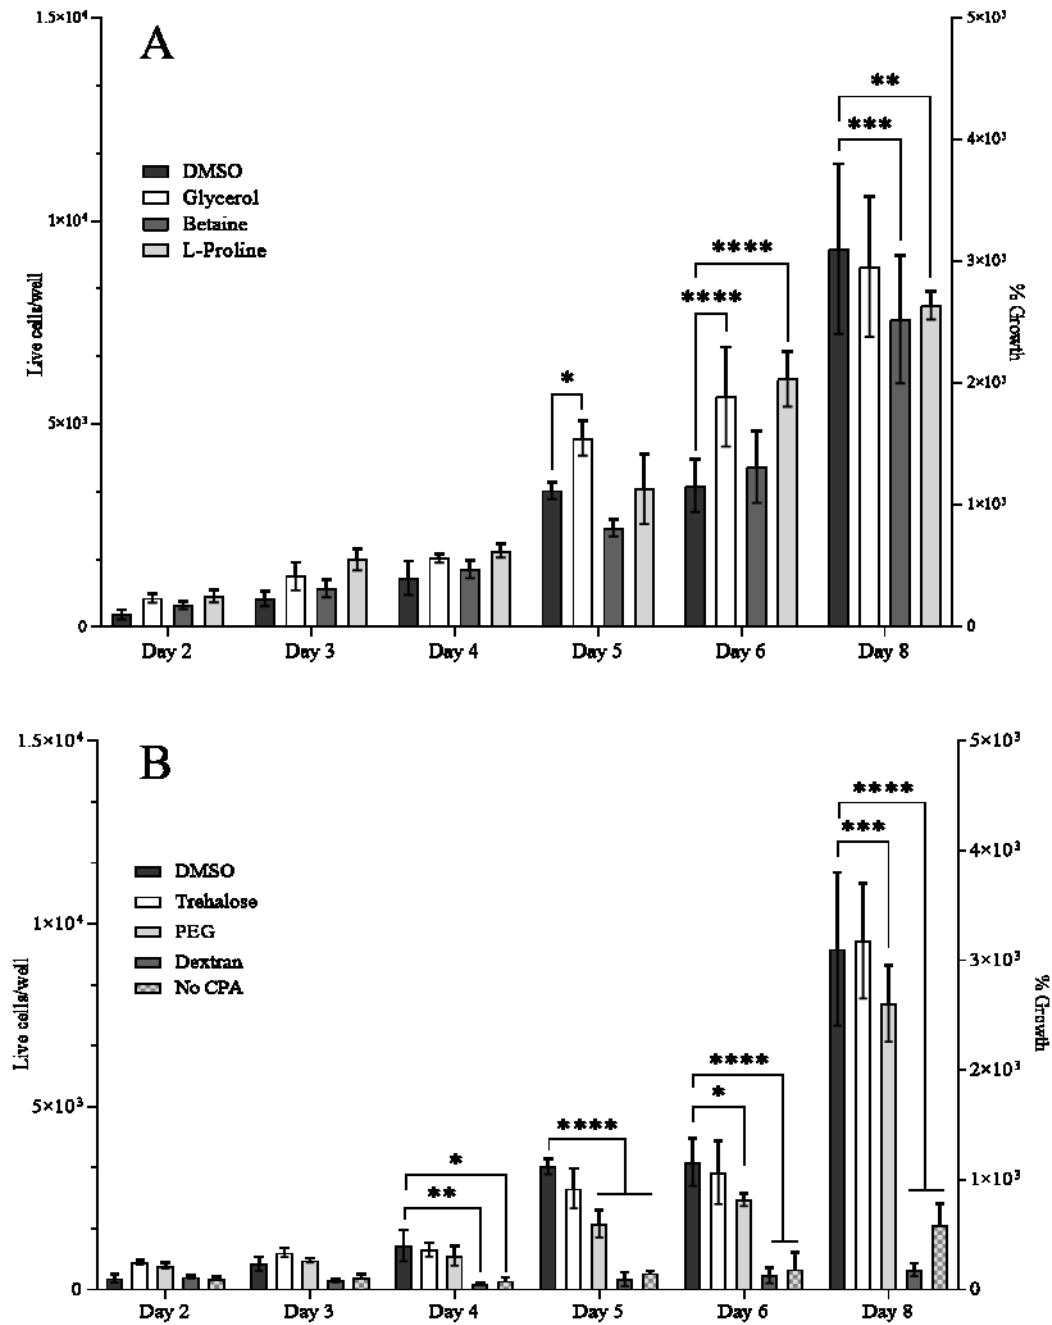 A
1.5×10⁴
1×10⁴
5×10³
0
Live cells/well
5×10³
4×10³
3×10³
2×10³
1×10³
0
% Growth
DMSO
Glycerol
Betaine
L-Proline
*
****
****
**
***
Day 2
Day 3
Day 4
Day 5
Day 6
Day 8
B
1.5×10⁴
1×10⁴
5×10³
0
Live cells/well
5×10³
4×10³
3×10³
2×10³
1×10³
0
% Growth
DMSO
Trehalose
PEG
Dextran
No CPA
*
**
****
****
*
****
***
Day 2
Day 3
Day 4
Day 5
Day 6
Day 8